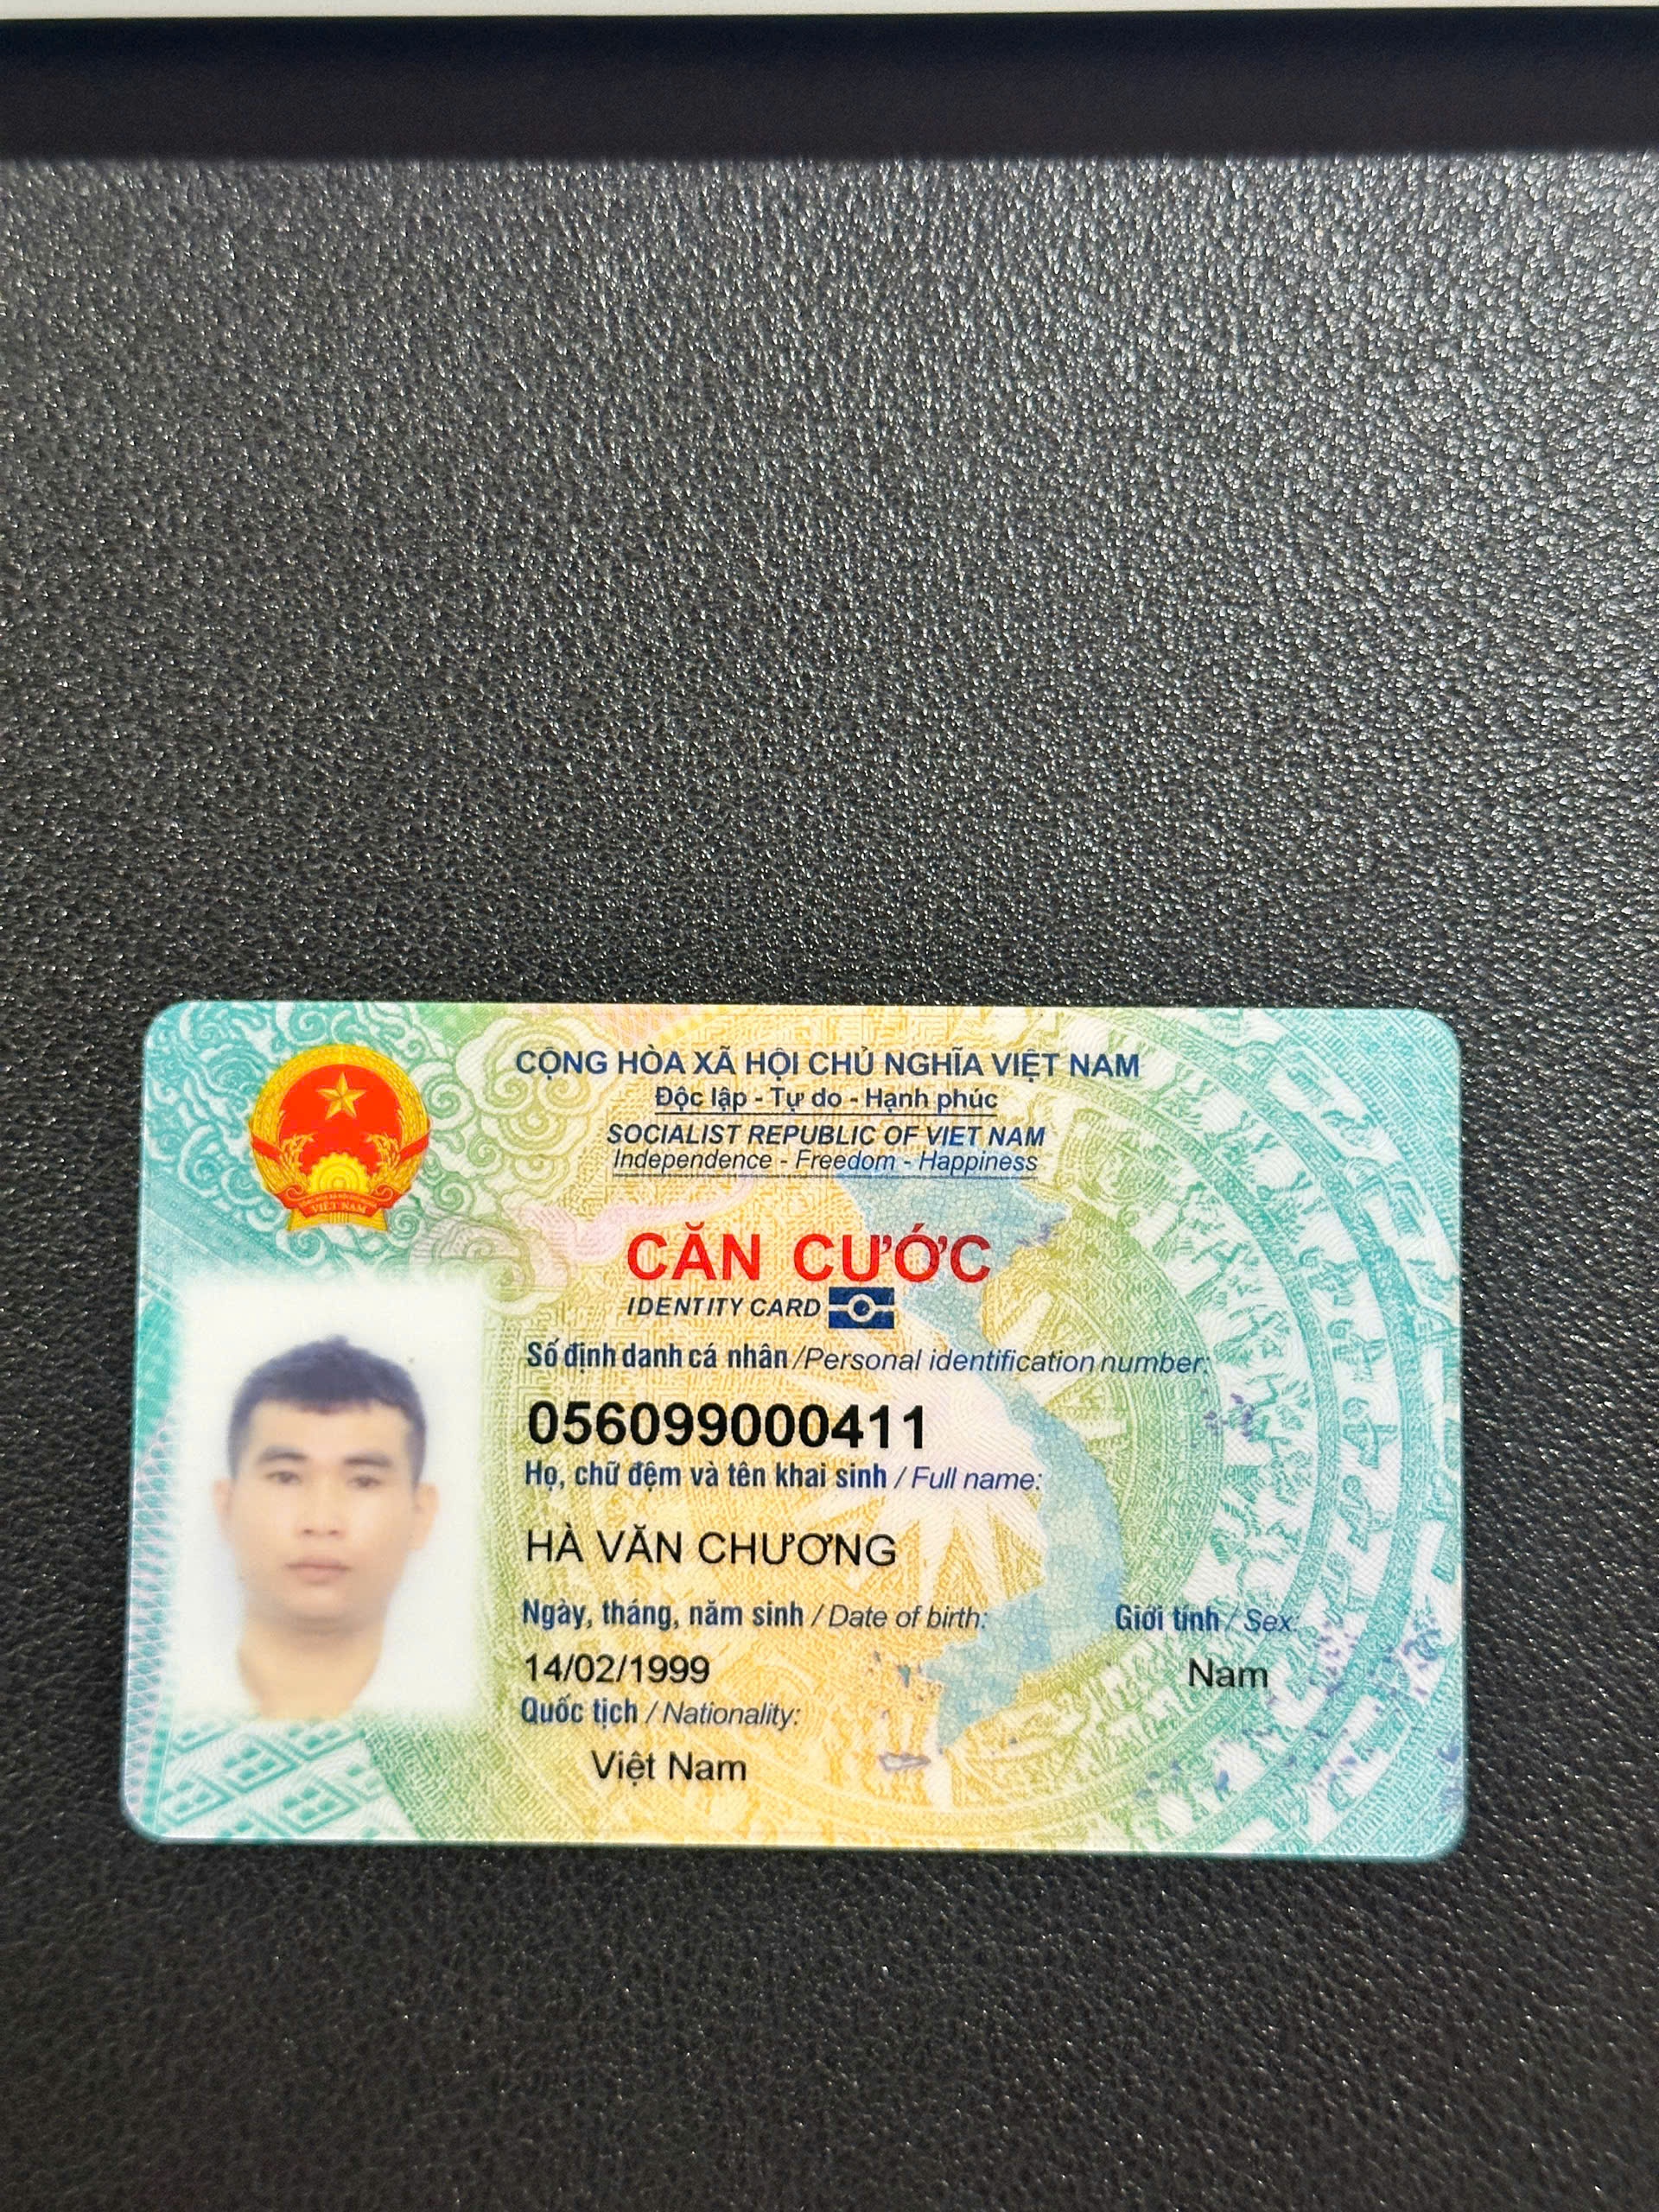 CỘNG HÒA XÃ HỘI CHỦ NGHĨA VIỆT NAM
Độc lập - Tự do - Hạnh phúc
SOCIALIST REPUBLIC OF VIET NAM
Independence - Freedom - Happiness
VIỆT NAM
CĂN CƯỚC
IDENTITY CARD
Số định danh cá nhân /Personal identification number:
056099000411
Họ, chữ đệm và tên khai sinh / Full name:
HÀ VĂN CHƯƠNG
Ngày, tháng, năm sinh / Date of birth: Giới tính / Sex:
14/02/1999 Nam
Quốc tịch / Nationality:
Việt Nam